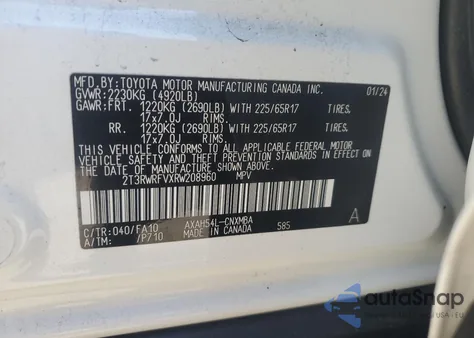 MFD.BY:TOYOTA MOTOR MANUFACTURING CANADA INC.
GVWR:2230KG (4920LB) 01/24
GAWR:FRT. 1220KG (2690LB) WITH 225/65R17 TIRES,
17x7.0J RIMS,
RR. 1220KG (2690LB) WITH 225/65R17 TIRES,
17x7.0J RIMS,
THIS VEHICLE CONFORMS TO ALL APPLICABLE FEDERAL MOTOR VEHICLE
SAFETY AND BUMPER STANDARDS IN EFFECT ON THE DATE OF
MANUFACTURE SHOWN ABOVE.
2T3RWRFVXRW208960 MPV
C/TR:040/FA10 AXAH54L-CNXMBA
A/TM: /P710 MADE IN CANADA 585 A
autoSnap